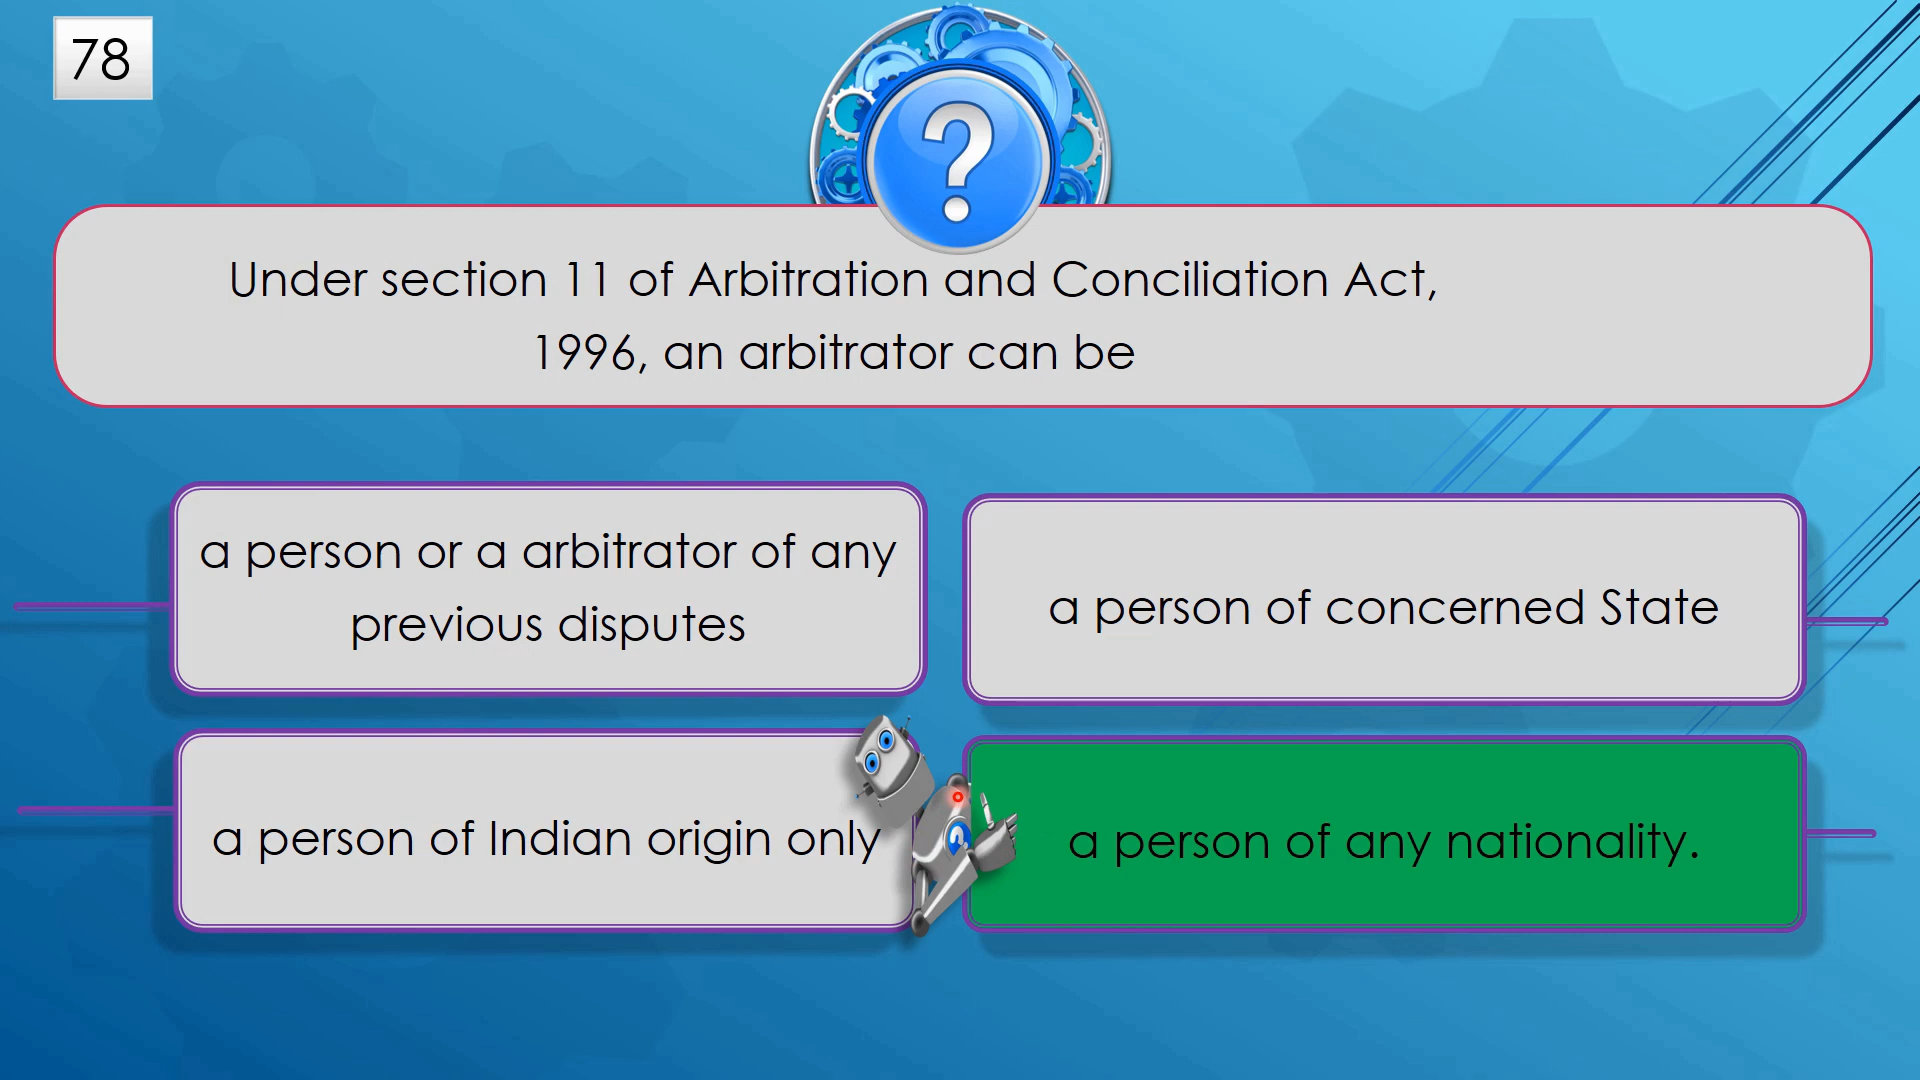 78
?
Under section 11 of Arbitration and Conciliation Act,
1996, an arbitrator can be
a person or a arbitrator of any
previous disputes
a person of concerned State
a person of Indian origin only
a person of any nationality.
?